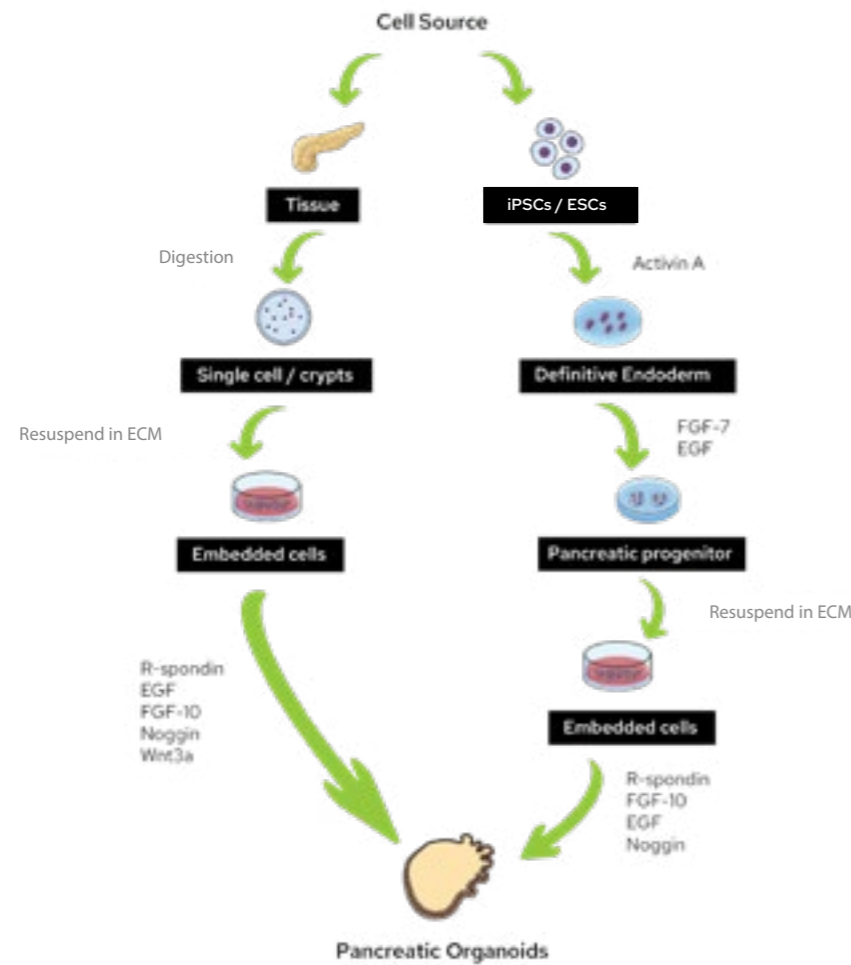 Cell Source
Tissue
iPSCs / ESCs
Digestion
Activin A
Single cell / crypts
Definitive Endoderm
Resuspend in ECM
FGF-7
EGF
Embedded cells
Pancreatic progenitor
Resuspend in ECM
R-spondin
EGF
FGF-10
Noggin
Wnt3a
Embedded cells
R-spondin
FGF-10
EGF
Noggin
Pancreatic Organoids